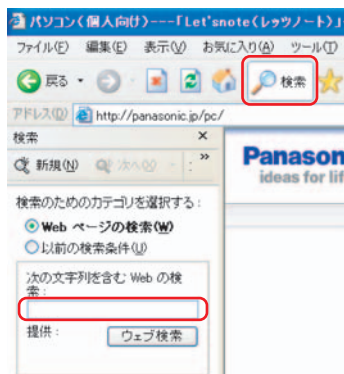 パソコン(個人向け)---「Let'snote(レッツノート)」
ファイル(F) 編集(E) 表示(V) お気に入り(A) ツール(T)
戻る 検索
アドレス(D) http://panasonic.jp/pc/
検索 ×
新規(N) 次へ(X) »
Panason
ideas for lif
検索のためのカテゴリを選択する:
Web ページの検索(W)
以前の検索条件(U)
次の文字列を含む Web の検
索:
提供: ウェブ検索